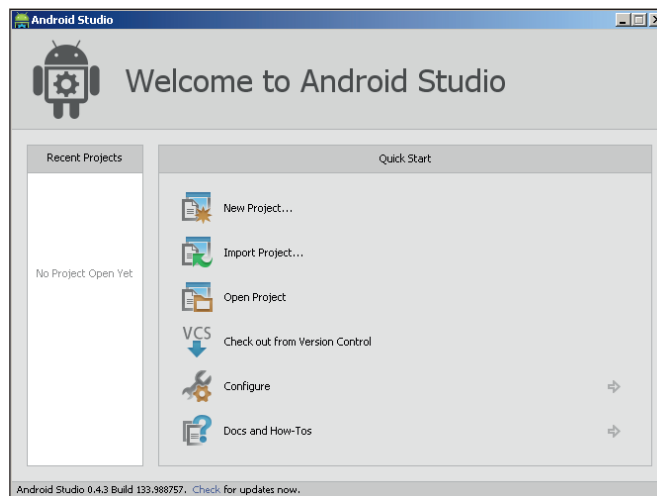 Android Studio
Welcome to Android Studio
Recent Projects
No Project Open Yet
Quick Start
New Project...
Import Project...
Open Project
VCS
Check out from Version Control
Configure
Docs and How-Tos
Android Studio 0.4.3 Build 133.988757. Check for updates now.